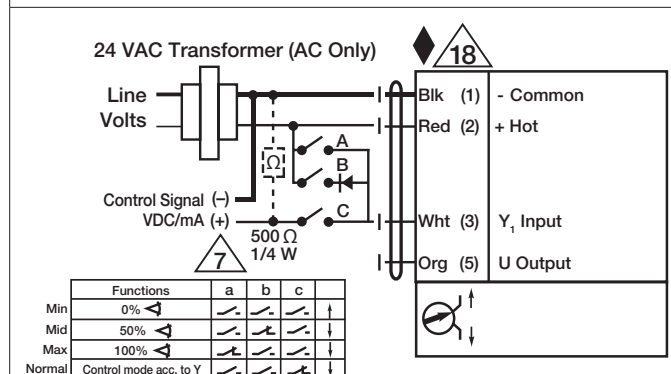 24 VAC Transformer (AC Only)
18
Line
Volts
Blk (1) - Common
Red (2) + Hot
A
Ω
B
Control Signal (–)
VDC/mA (+)
C
Wht (3) Y1 Input
500 Ω
1/4 W
7
Org (5) U Output
Functions a b c
Min 0%
Mid 50%
Max 100%
Normal Control mode acc. to Y